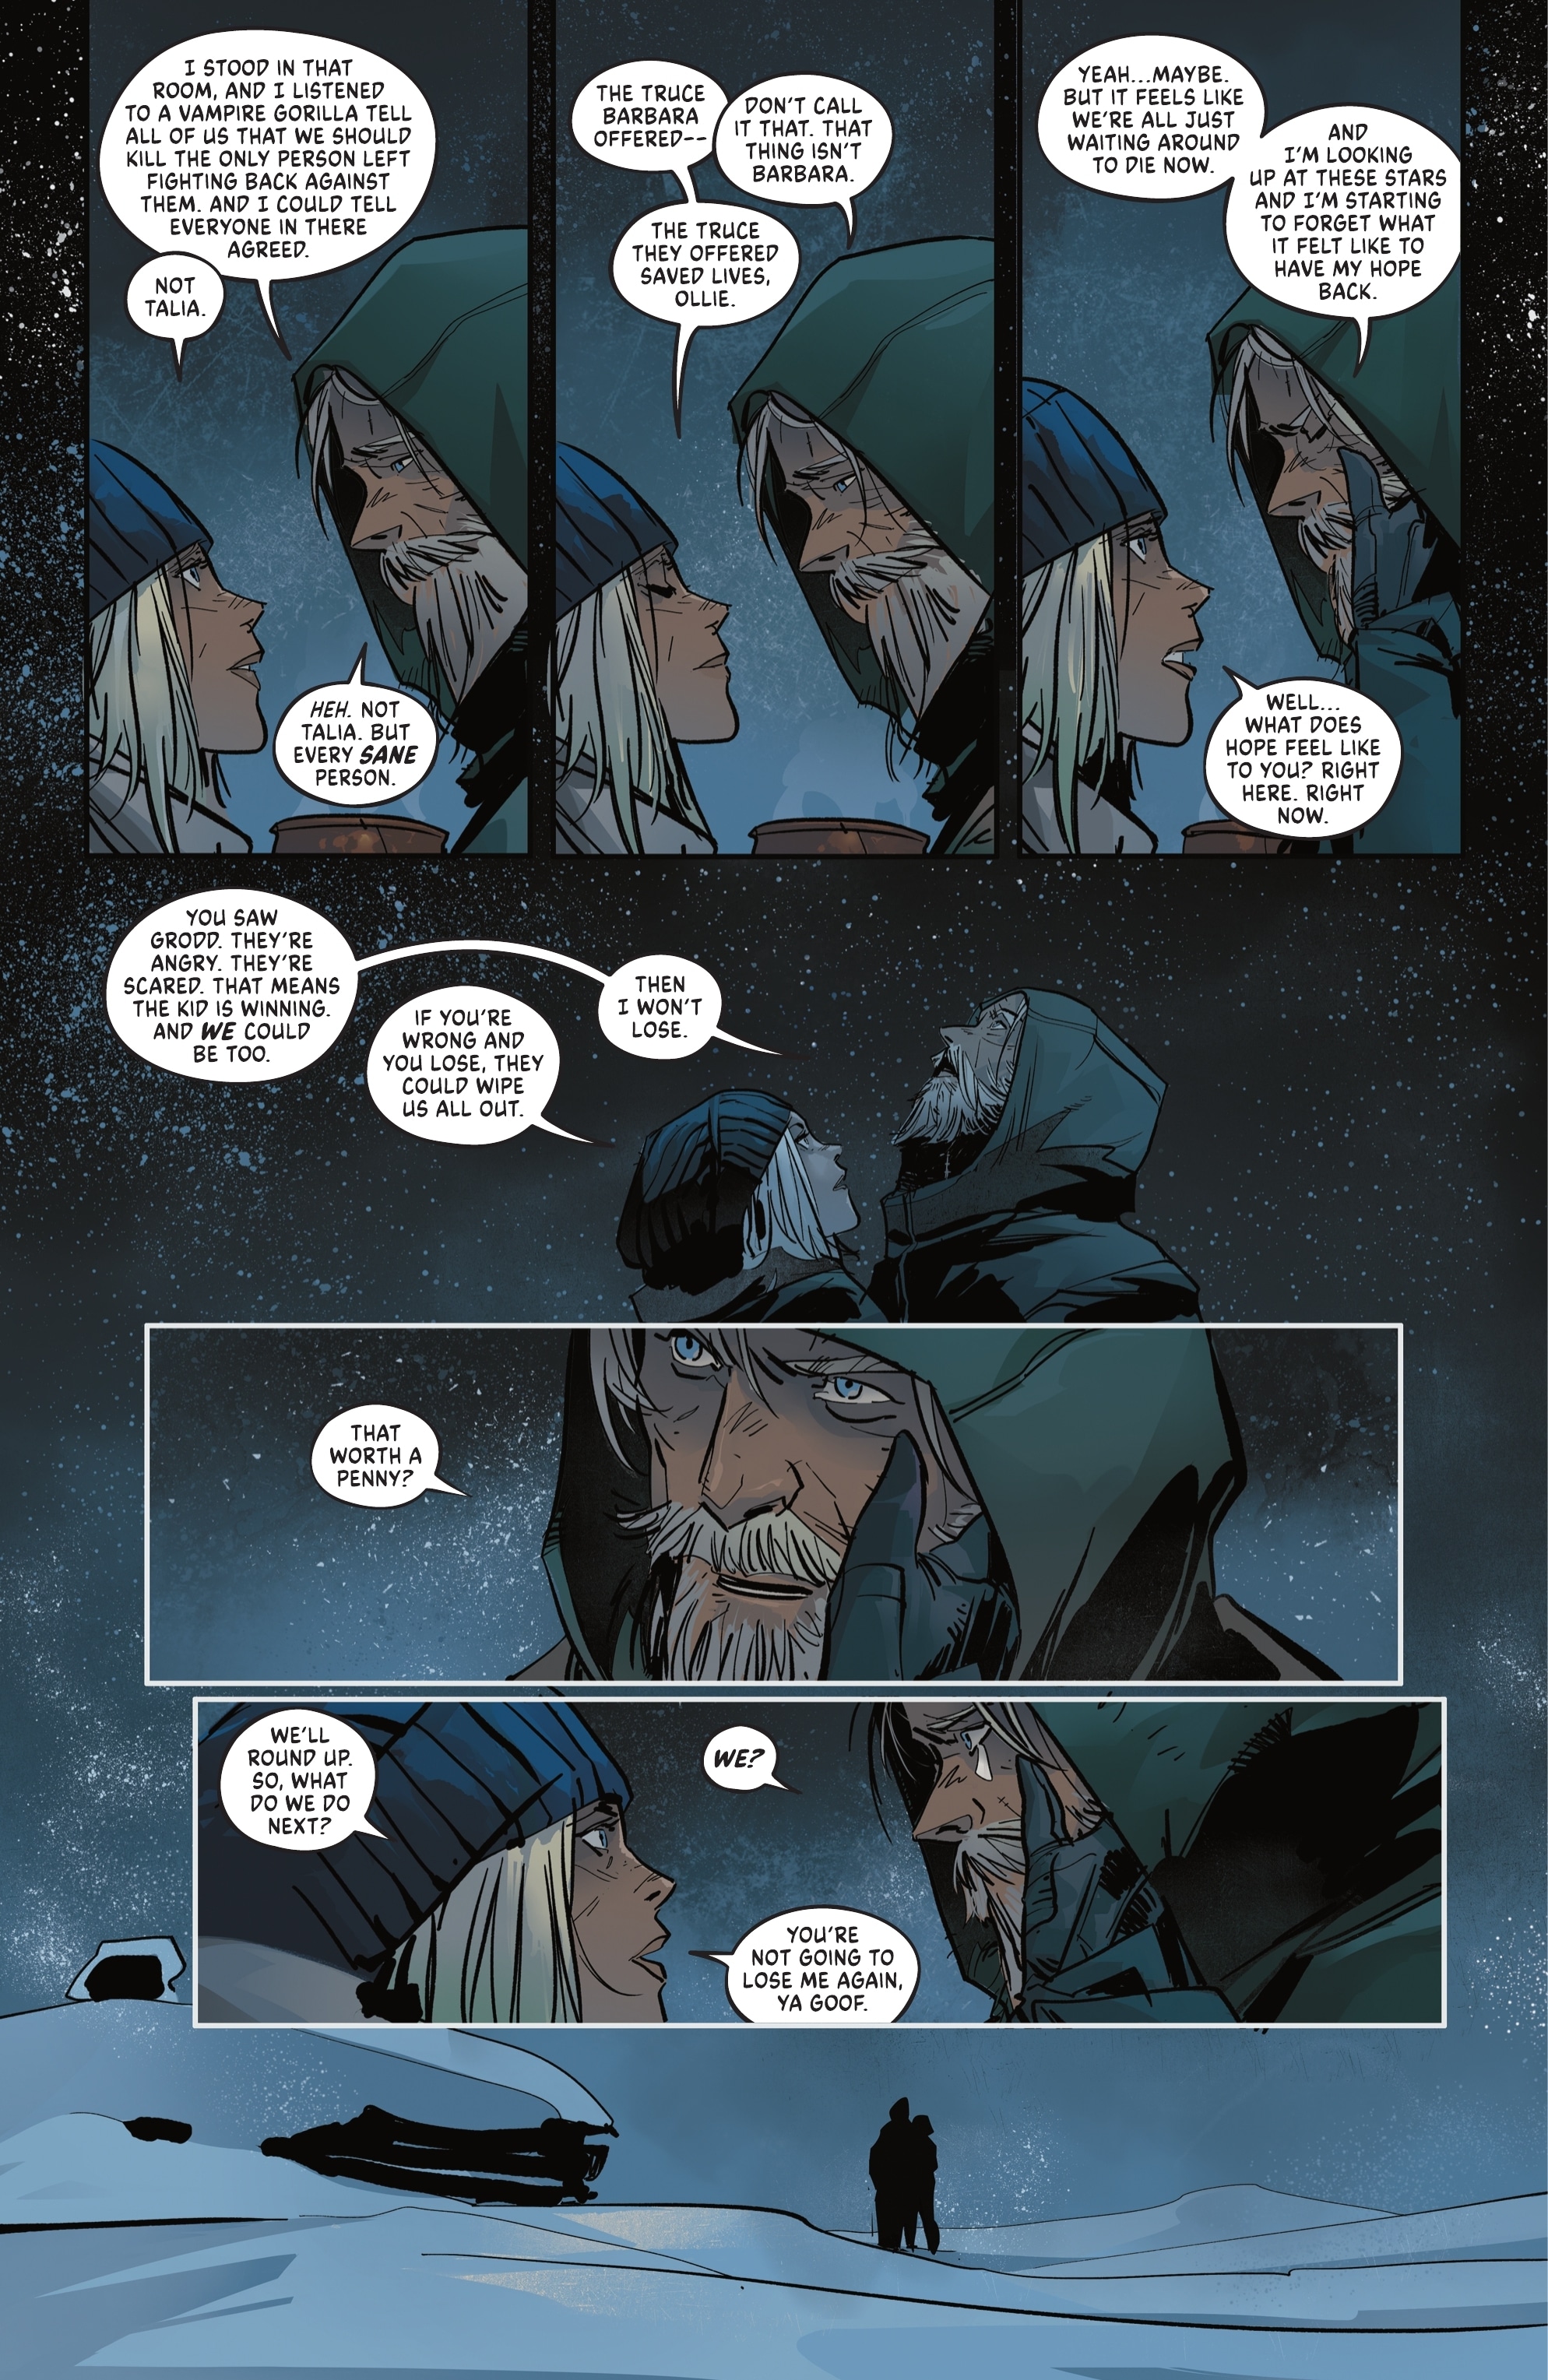 I STOOD IN THAT
ROOM, AND I LISTENED
TO A VAMPIRE GORILLA TELL
ALL OF US THAT WE SHOULD
KILL THE ONLY PERSON LEFT
FIGHTING BACK AGAINST
THEM. AND I COULD TELL
EVERYONE IN THERE
AGREED.
NOT
TALIA.
HEH. NOT
TALIA. BUT
EVERY SANE
PERSON.
THE TRUCE
BARBARA
OFFERED--
DON'T CALL
IT THAT. THAT
THING ISN'T
BARBARA.
THE TRUCE
THEY OFFERED
SAVED LIVES,
OLLIE.
YEAH...MAYBE.
BUT IT FEELS LIKE
WE'RE ALL JUST
WAITING AROUND
TO DIE NOW.
AND
I'M LOOKING
UP AT THESE STARS
AND I'M STARTING
TO FORGET WHAT
IT FELT LIKE TO
HAVE MY HOPE
BACK.
WELL...
WHAT DOES
HOPE FEEL LIKE
TO YOU? RIGHT
HERE. RIGHT
NOW.
YOU SAW
GRODD. THEY'RE
ANGRY. THEY'RE
SCARED. THAT MEANS
THE KID IS WINNING.
AND WE COULD
BE TOO.
IF YOU'RE
WRONG AND
YOU LOSE, THEY
COULD WIPE
US ALL OUT.
THEN
I WON'T
LOSE.
THAT
WORTH A
PENNY?
WE'LL
ROUND UP.
SO, WHAT
DO WE DO
NEXT?
WE?
YOU'RE
NOT GOING TO
LOSE ME AGAIN,
YA GOOF.